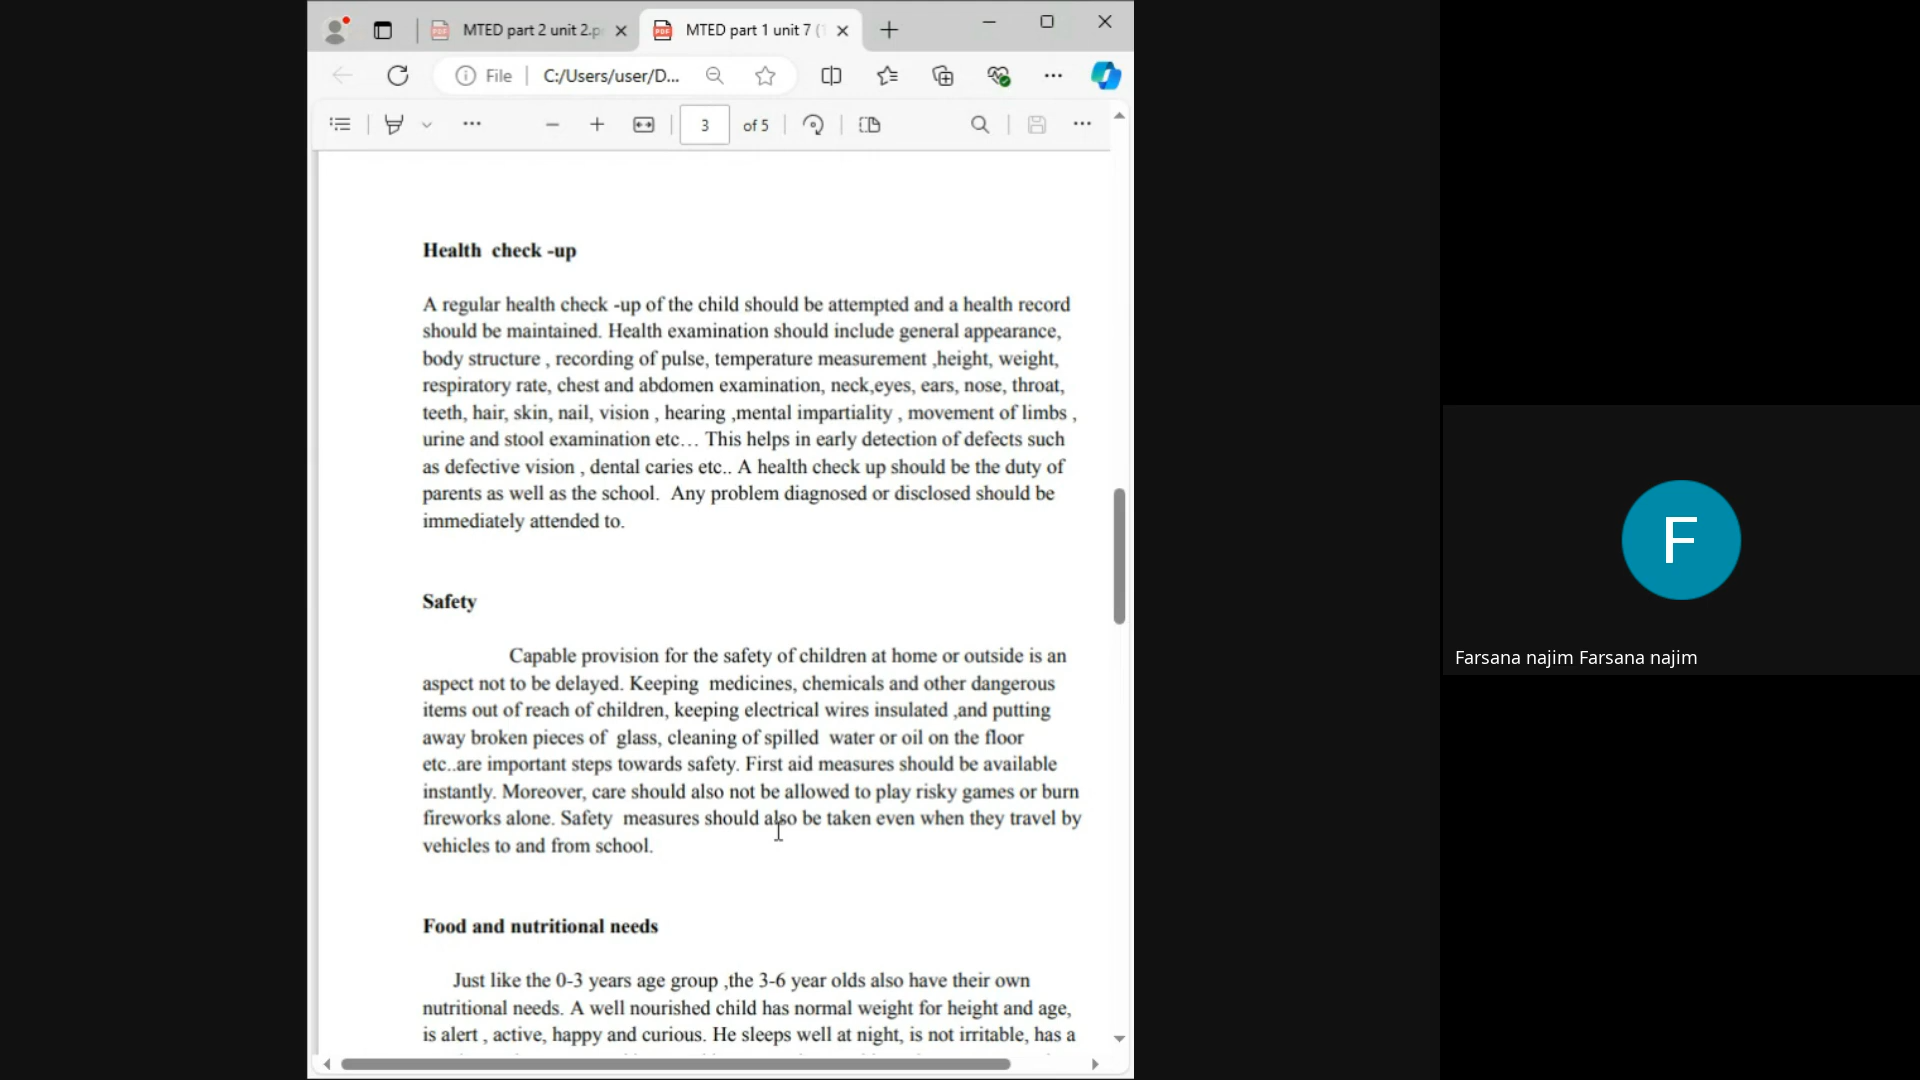 MTED part 2 unit 2.p
MTED part 1 unit 7 (
File
C:/Users/user/D...
3
of 5
Health check -up
A regular health check -up of the child should be attempted and a health record
should be maintained. Health examination should include general appearance,
body structure , recording of pulse, temperature measurement ,height, weight,
respiratory rate, chest and abdomen examination, neck,eyes, ears, nose, throat,
teeth, hair, skin, nail, vision , hearing ,mental impartiality , movement of limbs ,
urine and stool examination etc... This helps in early detection of defects such
as defective vision , dental caries etc.. A health check up should be the duty of
parents as well as the school. Any problem diagnosed or disclosed should be
immediately attended to.
Safety
Capable provision for the safety of children at home or outside is an
aspect not to be delayed. Keeping medicines, chemicals and other dangerous
items out of reach of children, keeping electrical wires insulated ,and putting
away broken pieces of glass, cleaning of spilled water or oil on the floor
etc..are important steps towards safety. First aid measures should be available
instantly. Moreover, care should also not be allowed to play risky games or burn
fireworks alone. Safety measures should also be taken even when they travel by
vehicles to and from school.
Food and nutritional needs
Just like the 0-3 years age group ,the 3-6 year olds also have their own
nutritional needs. A well nourished child has normal weight for height and age,
is alert , active, happy and curious. He sleeps well at night, is not irritable, has a
F
Farsana najim Farsana najim